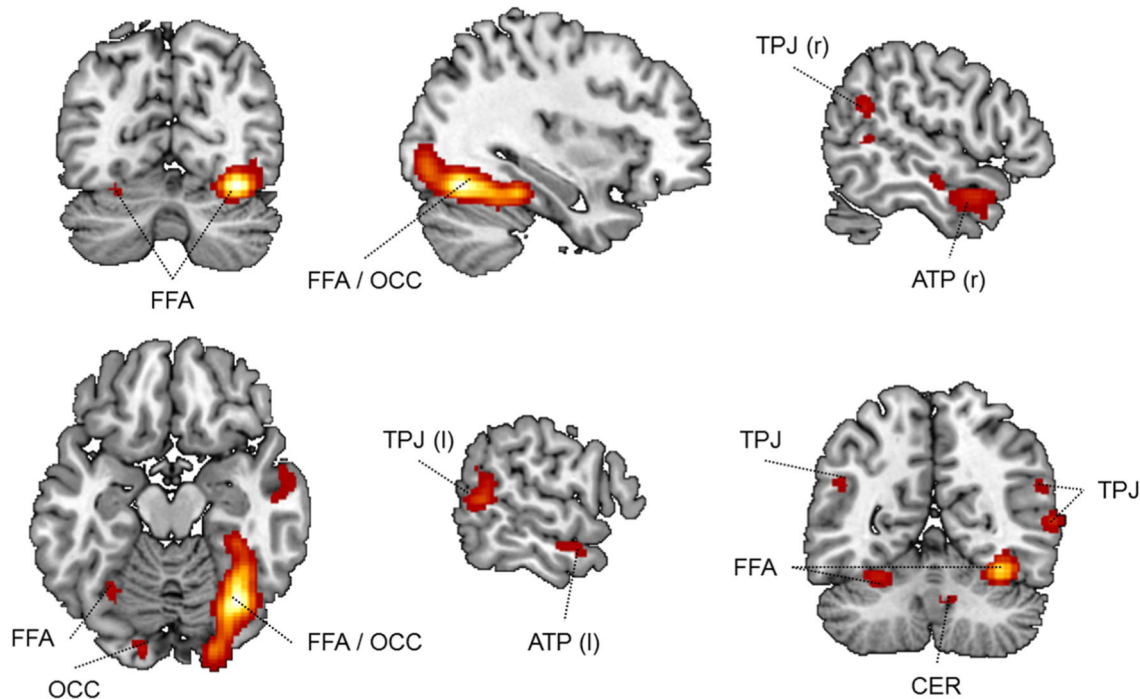 TPJ (r)
FFA
FFA / OCC
ATP (r)
TPJ (l)
TPJ
TPJ
FFA
FFA
FFA / OCC
ATP (l)
OCC
CER